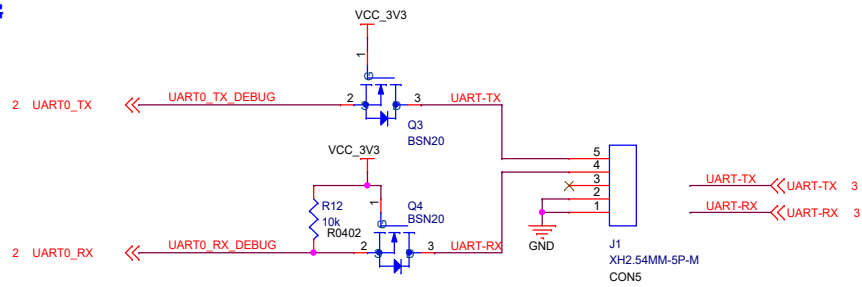 VCC_3V3
1
G
2 UART0_TX UART0_TX_DEBUG 2 S D 3 UART-TX
Q3
BSN20
VCC_3V3
R12
10k
R0402
1
G
Q4
BSN20
2 UART0_RX UART0_RX_DEBUG 2 S D 3 UART-RX
5
4
3
2
1
GND
J1
XH2.54MM-5P-M
CON5
UART-TX UART-TX 3
UART-RX UART-RX 3